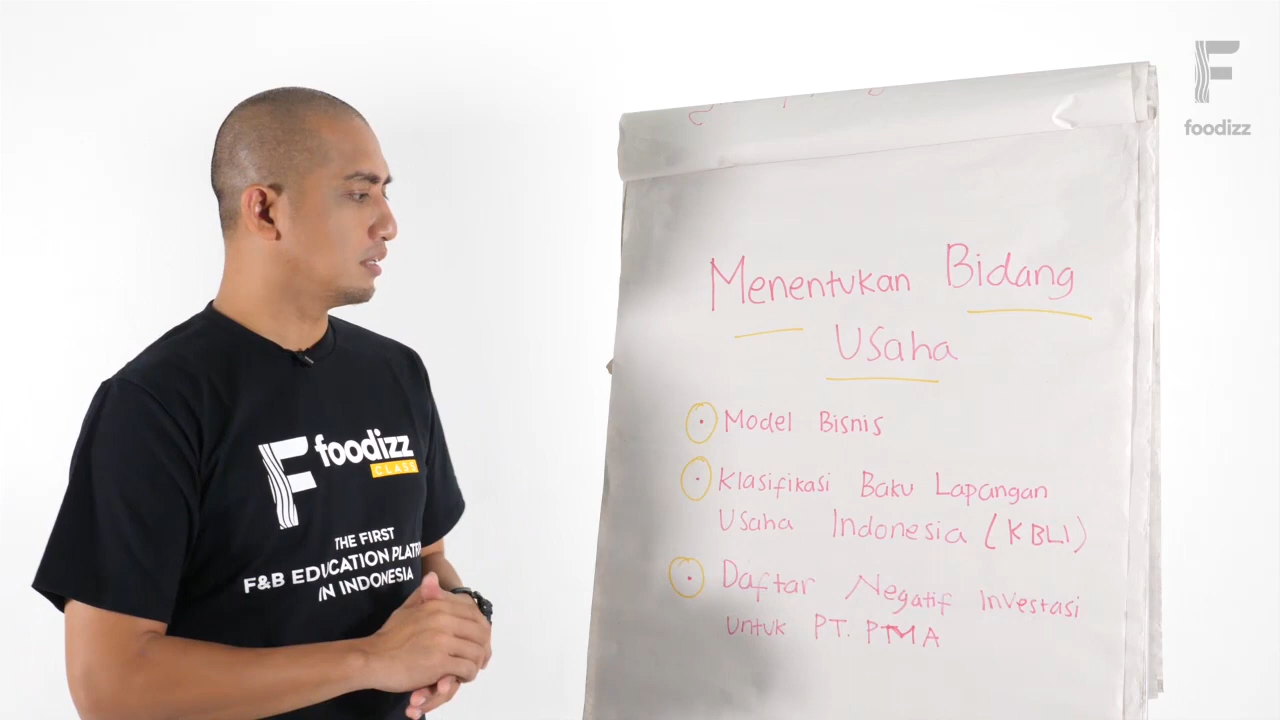 F
foodizz
Menentukan Bidang
Usaha
Model Bisnis
Klasifikasi Baku Lapangan
Usaha Indonesia (KBLI)
Daftar Negatif Investasi
untuk PT. PMA
F foodizz
CLASS
THE FIRST
F&B EDUCATION
IN INDONESIA